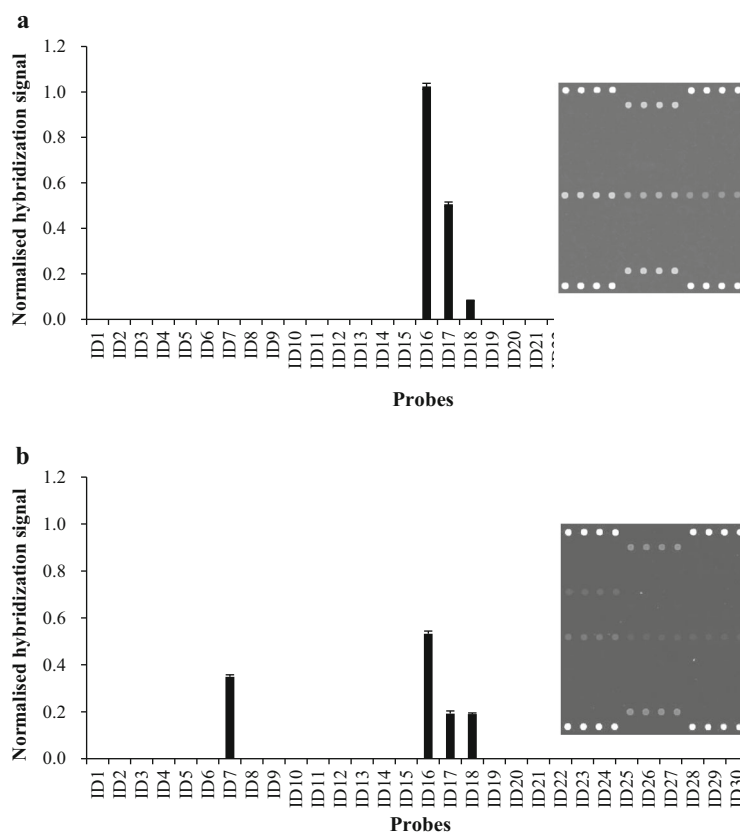 a
Normalised hybridization signal
1.2
1.0
0.8
0.6
0.4
0.2
0.0
ID1 ID2 ID3 ID4 ID5 ID6 ID7 ID8 ID9 ID10 ID11 ID12 ID13 ID14 ID15 ID16 ID17 ID18 ID19 ID20 ID21
Probes
b
Normalised hybridization signal
1.2
1.0
0.8
0.6
0.4
0.2
0.0
ID1 ID2 ID3 ID4 ID5 ID6 ID7 ID8 ID9 ID10 ID11 ID12 ID13 ID14 ID15 ID16 ID17 ID18 ID19 ID20 ID21 ID22 ID23 ID24 ID25 ID26 ID27 ID28 ID29 ID30
Probes